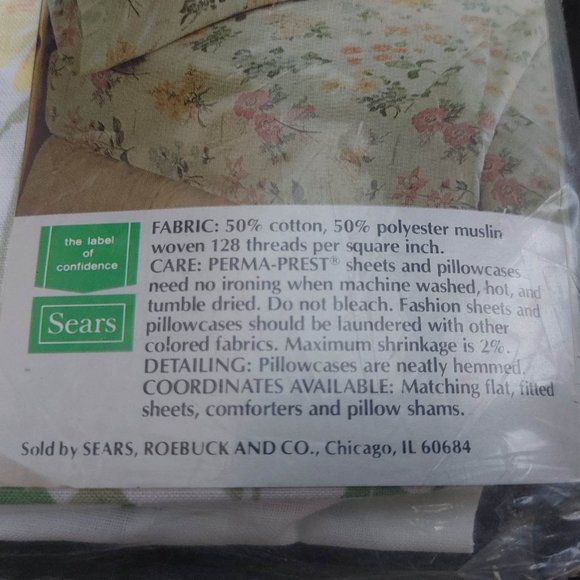 the label
of
confidence
Sears
FABRIC: 50% cotton, 50% polyester muslin
woven 128 threads per square inch.
CARE: PERMA-PREST® sheets and pillowcases
need no ironing when machine washed, hot, and
tumble dried. Do not bleach. Fashion sheets and
pillowcases should be laundered with other
colored fabrics. Maximum shrinkage is 2%.
DETAILING: Pillowcases are neatly hemmed.
COORDINATES AVAILABLE: Matching flat, fitted
sheets, comforters and pillow shams.
Sold by SEARS, ROEBUCK AND CO., Chicago, IL 60684